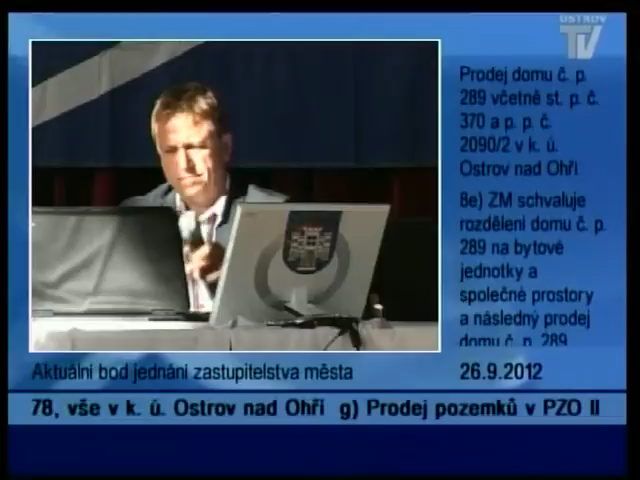 OSTROV
TV
Prodej domu č. p.
289 včetně st. p. č.
370 a p. p. č.
2090/2 v k. ú.
Ostrov nad Ohří
8e) ZM schvaluje
rozdělení domu č. p.
289 na bytové
jednotky a
společné prostory
a následný prodej
domu č. p. 289
Aktuální bod jednání zastupitelstva města
26.9.2012
78, vše v k. ú. Ostrov nad Ohří g) Prodej pozemků v PZO II